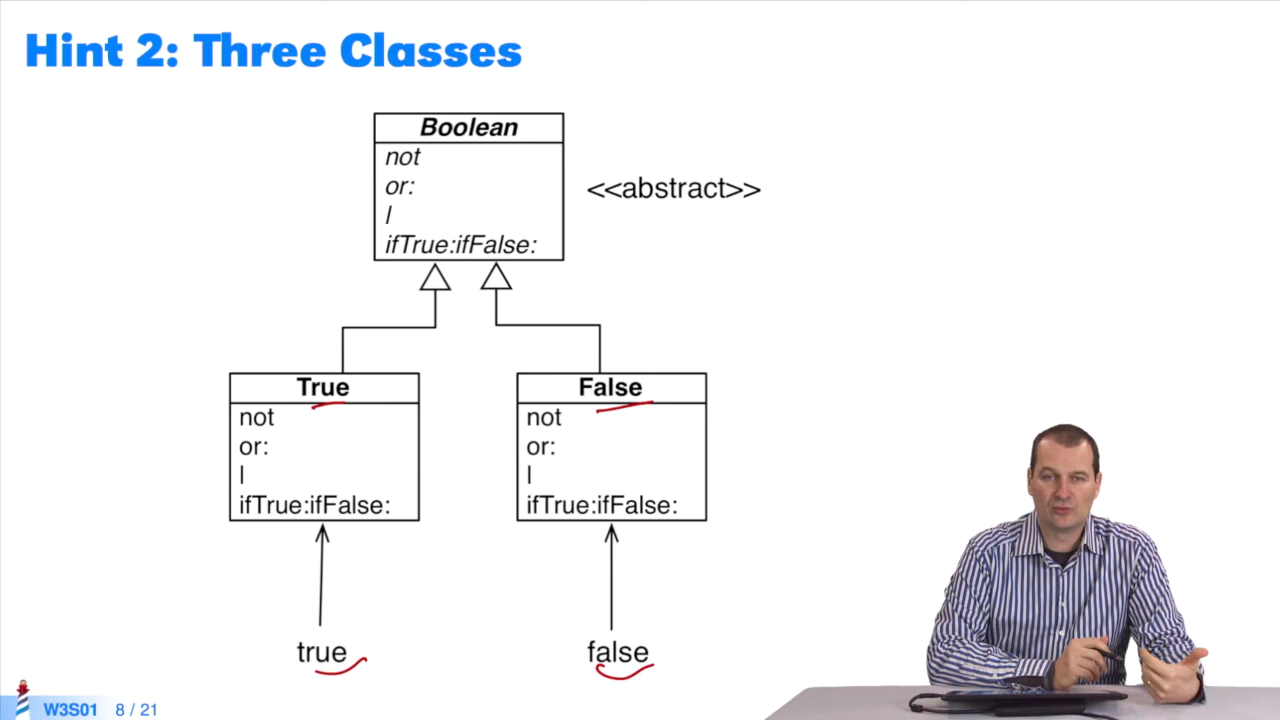 Hint 2: Three Classes
Boolean
not
or:
|
ifTrue:ifFalse:
<<abstract>>
True
not
or:
|
ifTrue:ifFalse:
False
not
or:
|
ifTrue:ifFalse:
true
false
W3S01 8 / 21